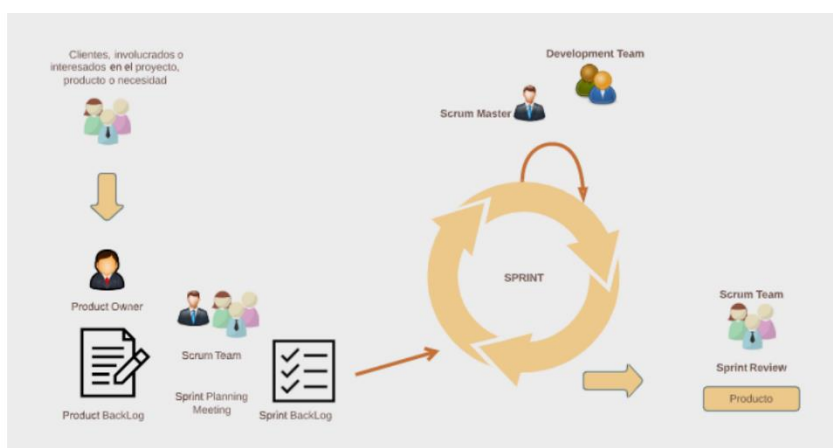 Clientes, involucrados o
interesados en el proyecto,
producto o necesidad
Product Owner
Product BackLog
Scrum Team
Sprint Planning
Meeting
Sprint BackLog
Scrum Master
Development Team
SPRINT
Scrum Team
Sprint Review
Producto